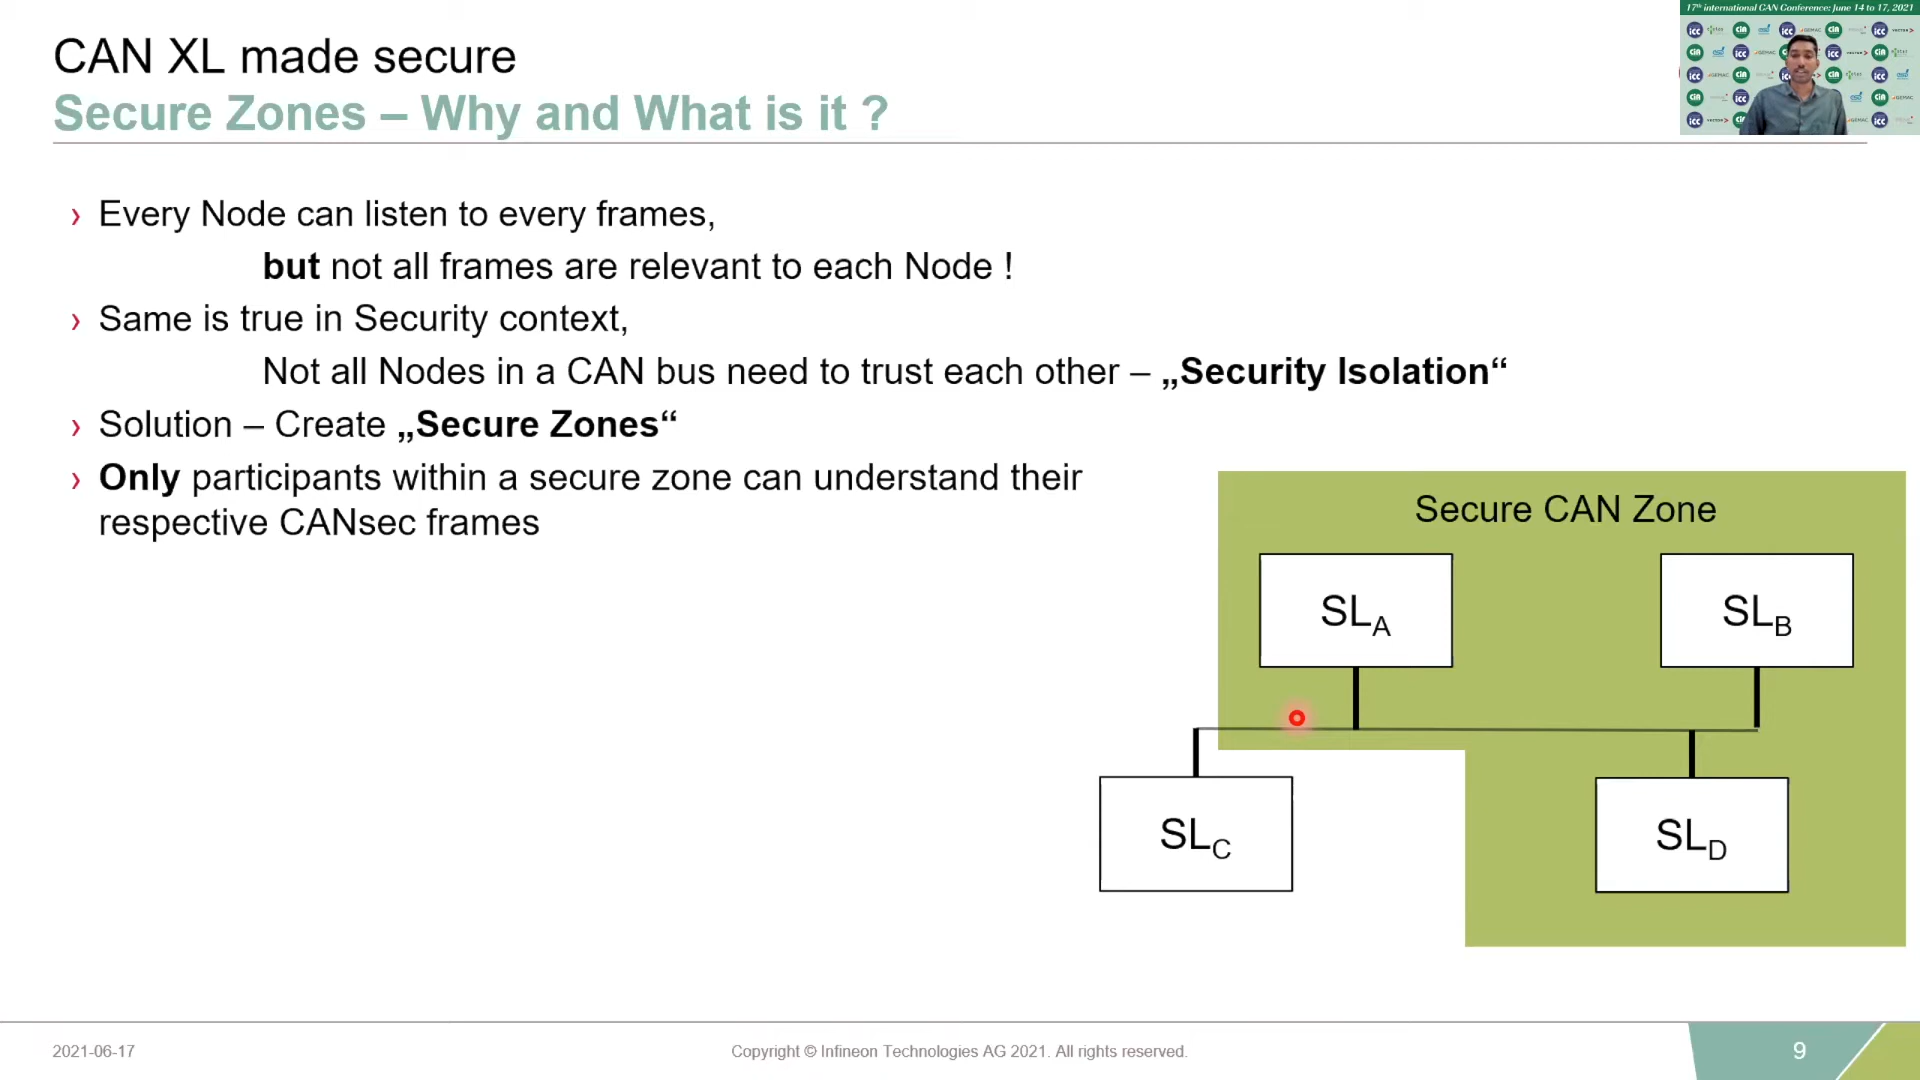 17th international CAN Conference: June 14 to 17, 2021
CAN XL made secure
Secure Zones – Why and What is it ?
› Every Node can listen to every frames,
but not all frames are relevant to each Node !
› Same is true in Security context,
Not all Nodes in a CAN bus need to trust each other – „Security Isolation“
› Solution – Create „Secure Zones“
› Only participants within a secure zone can understand their
respective CANsec frames
Secure CAN Zone
SLA
SLB
SLC
SLD
2021-06-17
Copyright © Infineon Technologies AG 2021. All rights reserved.
9